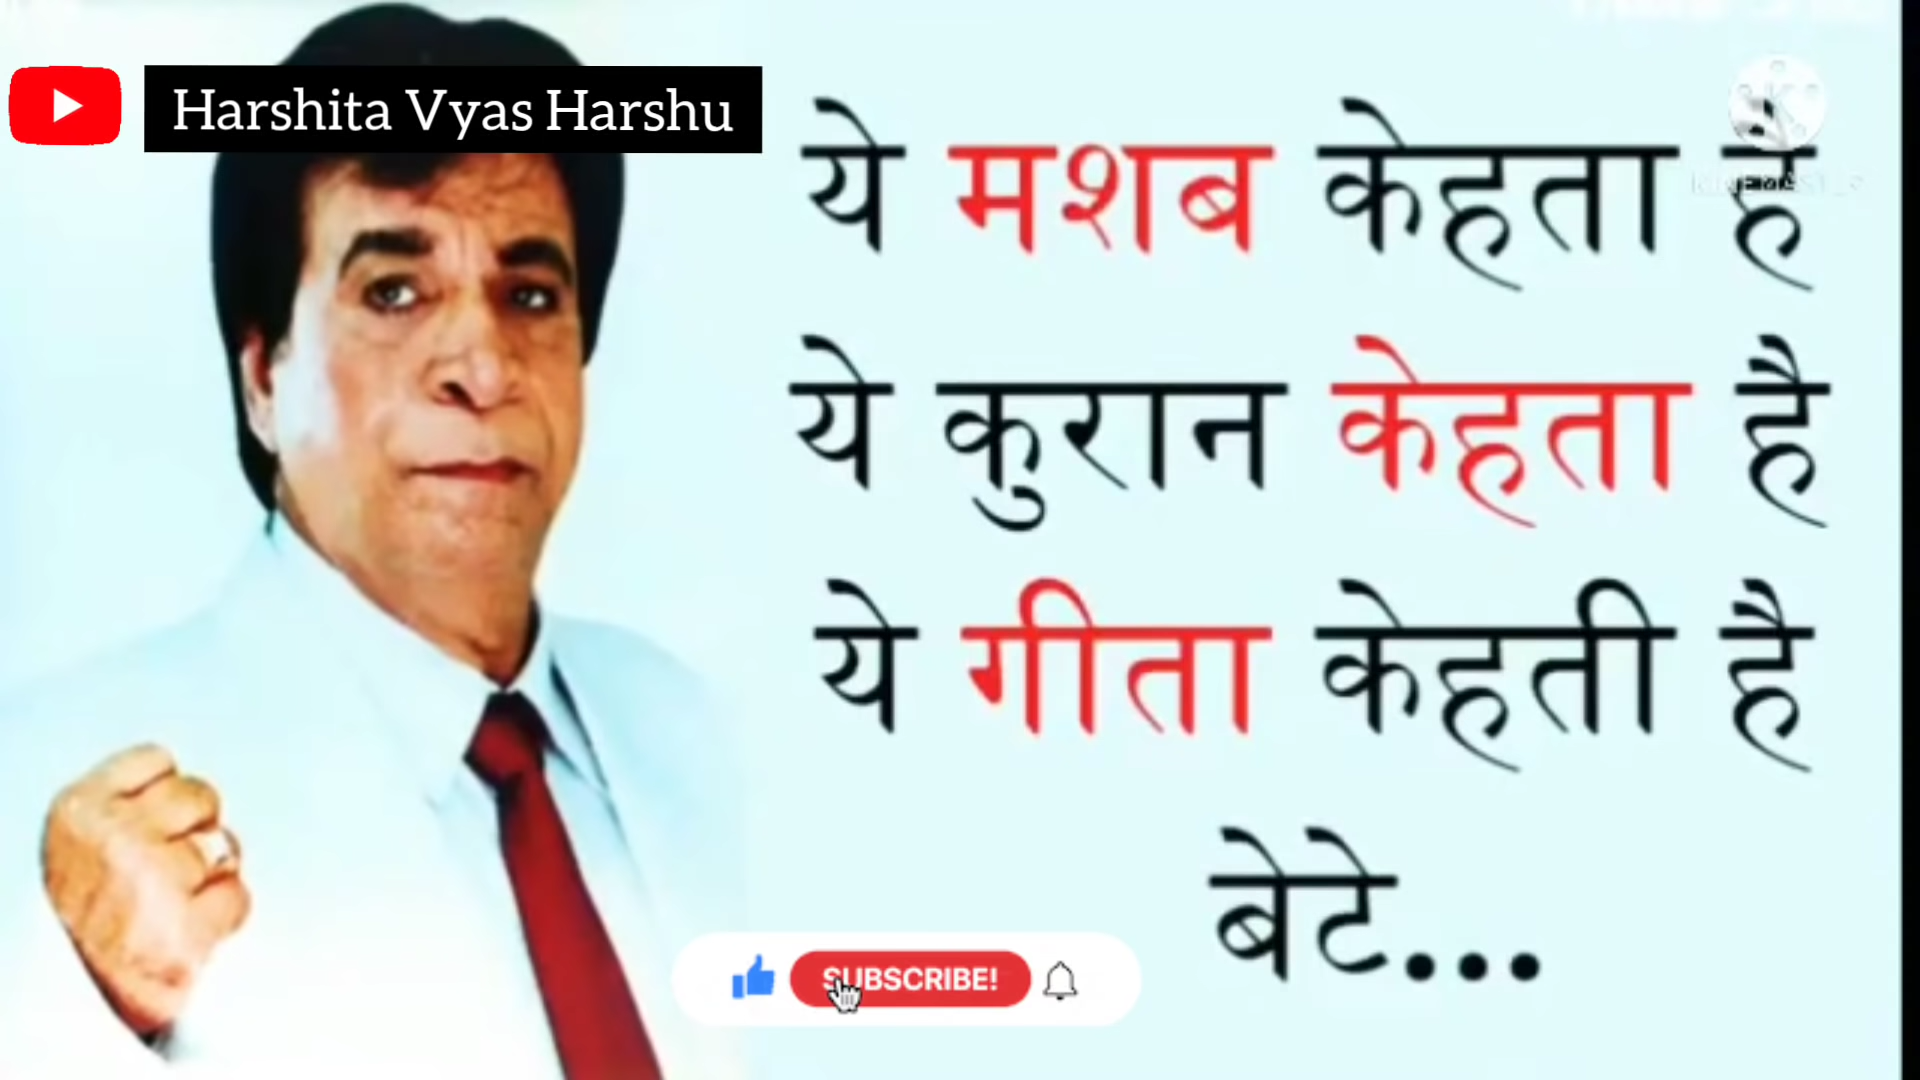 Harshita Vyas Harshu
ये मशब केहता है
ये कुरान केहता है
ये गीता केहती है
बेटे...
SUBSCRIBE!